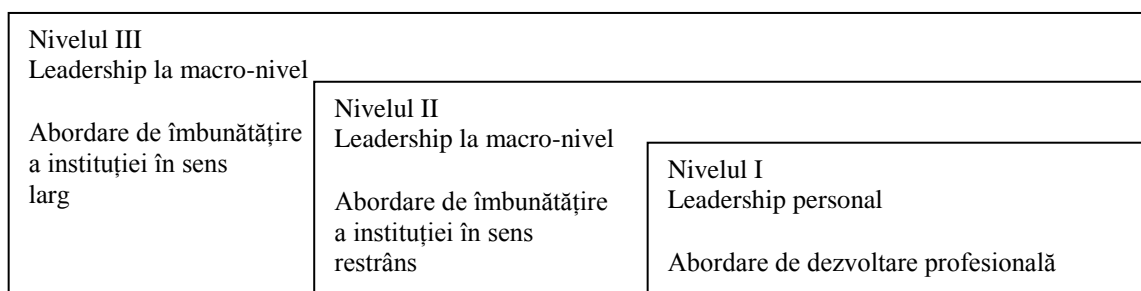 Nivelul III
Leadership la macro-nivel
Abordare de îmbunătățire
a instituției în sens
larg
Nivelul II
Leadership la macro-nivel
Abordare de îmbunătățire
a instituției în sens
restrâns
Nivelul I
Leadership personal
Abordare de dezvoltare profesională